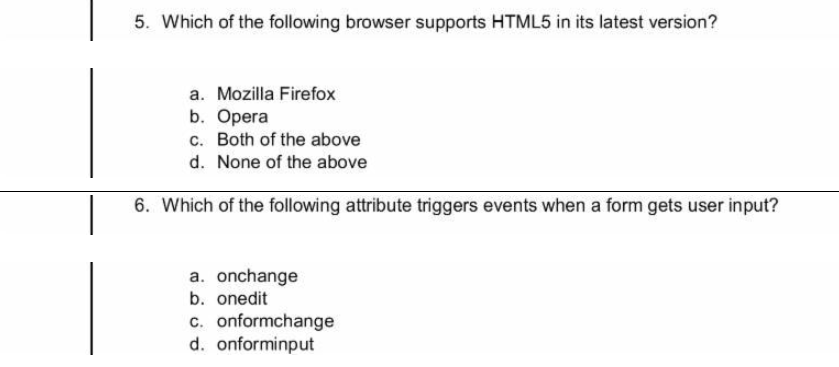 5. Which of the following browser supports HTML5 in its latest version?
a. Mozilla Firefox
b. Opera
c. Both of the above
d. None of the above
6. Which of the following attribute triggers events when a form gets user input?
a. onchange
b. onedit
c. onformchange
d. onforminput